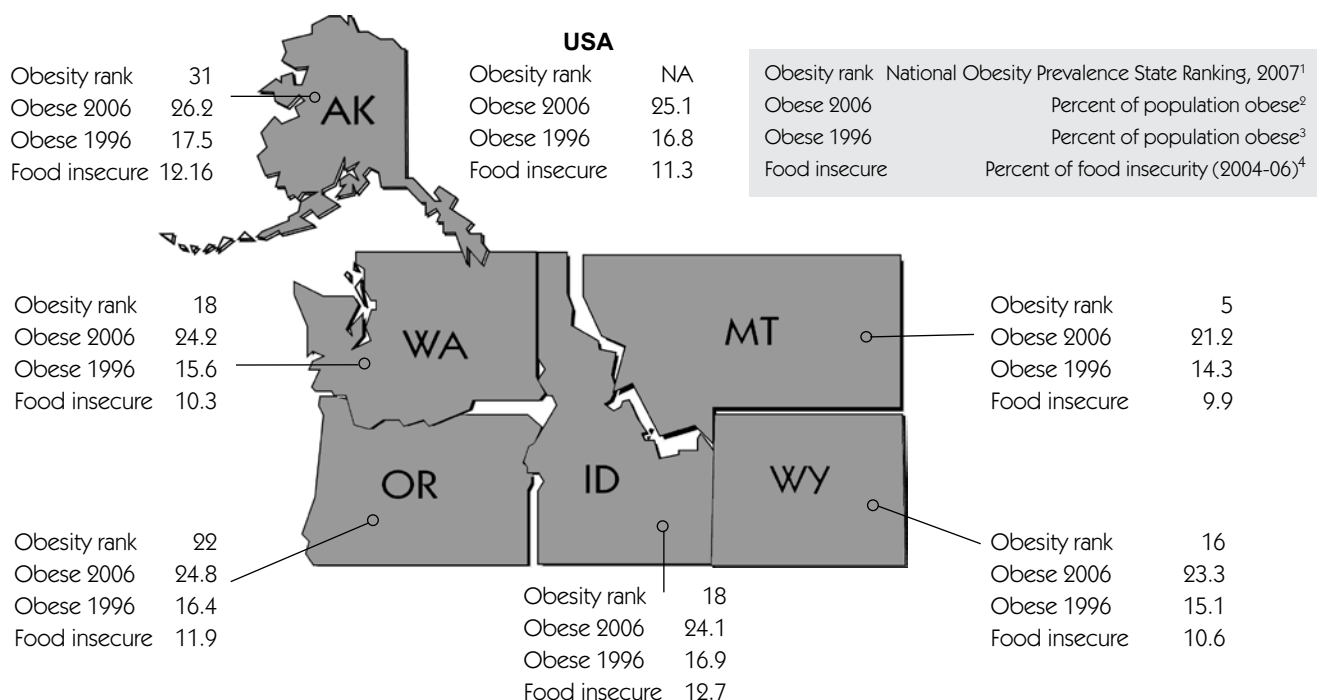 USA
Obesity rank 31
Obese 2006 26.2
Obese 1996 17.5
Food insecure 12.16
AK
Obesity rank NA
Obese 2006 25.1
Obese 1996 16.8
Food insecure 11.3
Obesity rank National Obesity Prevalence State Ranking, 2007¹
Obese 2006 Percent of population obese²
Obese 1996 Percent of population obese³
Food insecure Percent of food insecurity (2004-06)⁴
Obesity rank 18
Obese 2006 24.2
Obese 1996 15.6
Food insecure 10.3
WA
MT
Obesity rank 5
Obese 2006 21.2
Obese 1996 14.3
Food insecure 9.9
OR
ID
WY
Obesity rank 22
Obese 2006 24.8
Obese 1996 16.4
Food insecure 11.9
Obesity rank 18
Obese 2006 24.1
Obese 1996 16.9
Food insecure 12.7
Obesity rank 16
Obese 2006 23.3
Obese 1996 15.1
Food insecure 10.6